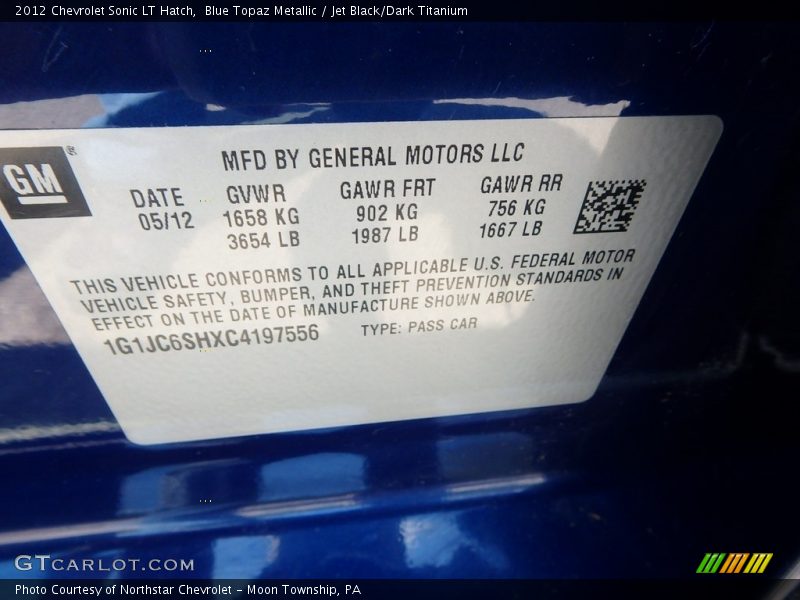 2012 Chevrolet Sonic LT Hatch,  Blue Topaz Metallic / Jet Black/Dark Titanium
GM®
MFD BY GENERAL MOTORS LLC
DATE GVWR GAWR FRT GAWR RR
05/12 1658 KG 902 KG 756 KG
3654 LB 1987 LB 1667 LB
THIS VEHICLE CONFORMS TO ALL APPLICABLE U.S. FEDERAL MOTOR
VEHICLE SAFETY, BUMPER, AND THEFT PREVENTION STANDARDS IN
EFFECT ON THE DATE OF MANUFACTURE SHOWN ABOVE.
1G1JC6SHXC4197556 TYPE: PASS CAR
GTCARLOT.COM
Photo Courtesy of Northstar Chevrolet - Moon Township, PA